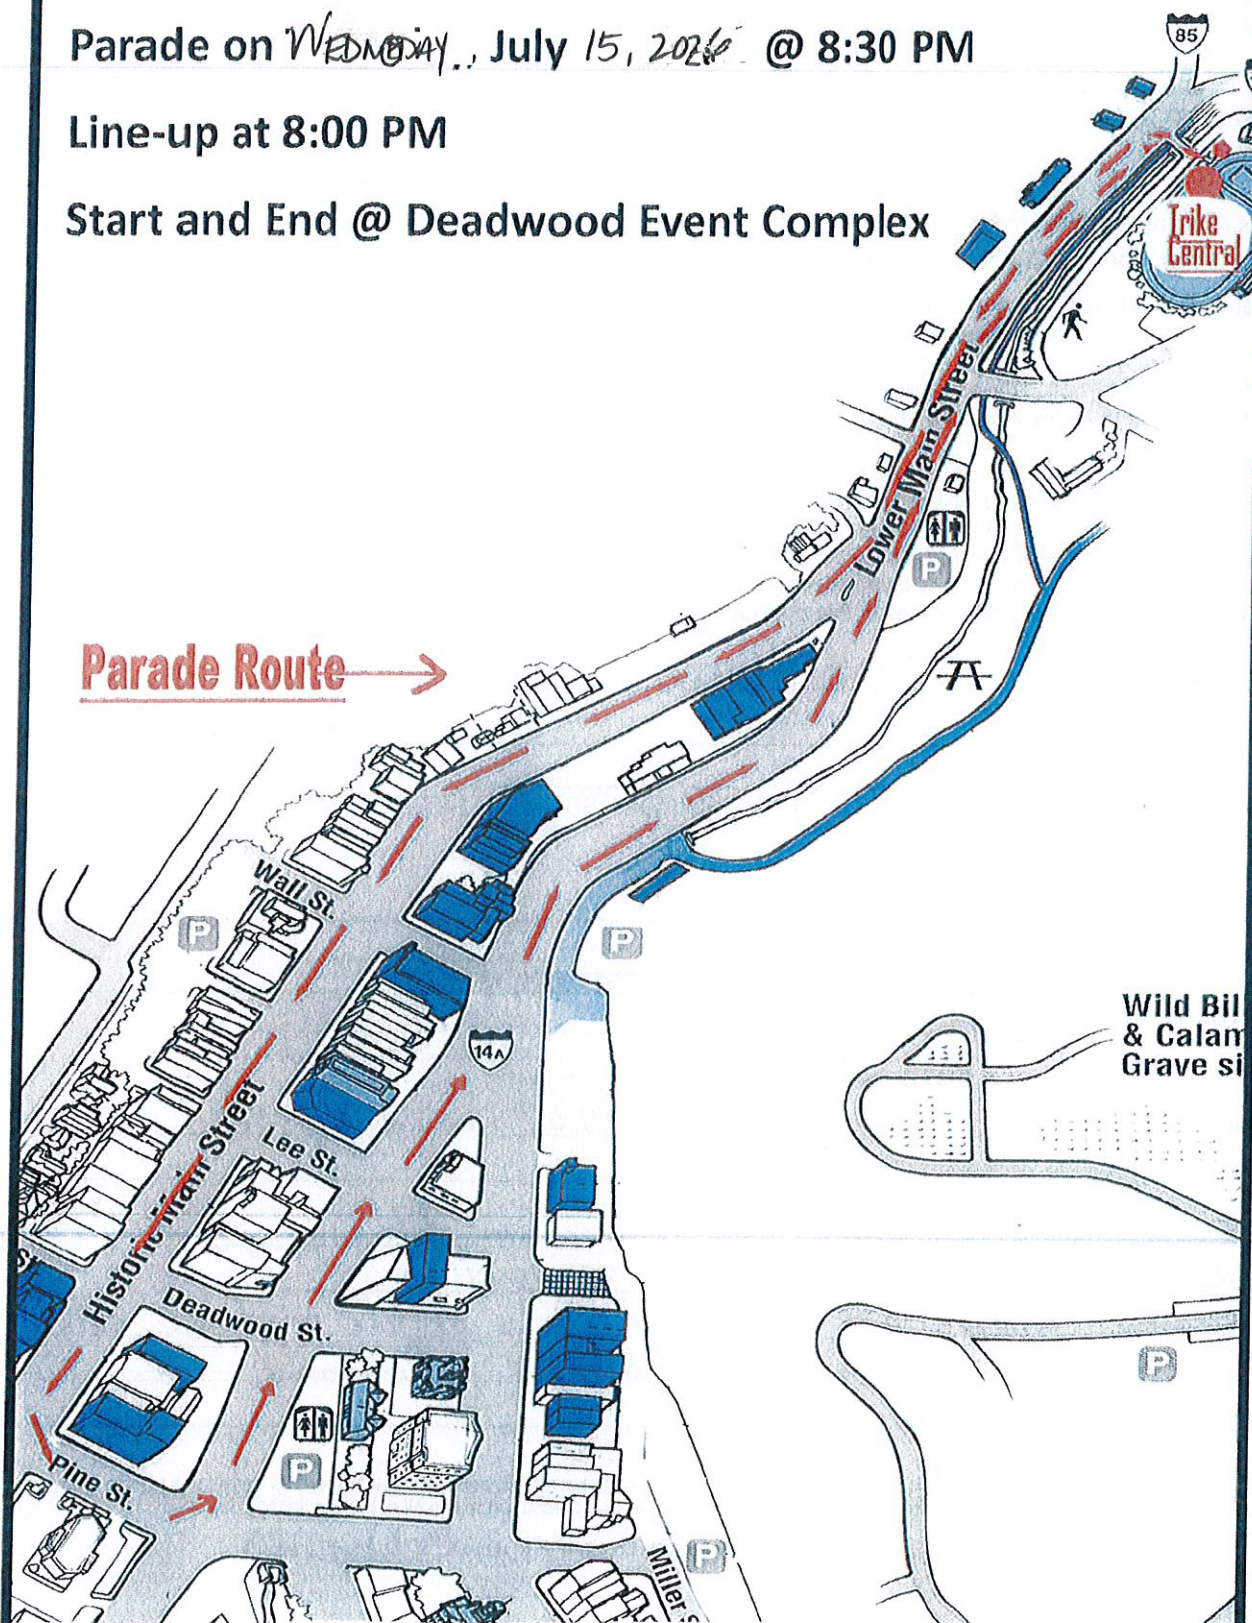 Parade on WEDNESDAY., July 15, 2026 @ 8:30 PM
Line-up at 8:00 PM
Start and End @ Deadwood Event Complex
85
Trike
Central
Lower Main Street
P
Parade Route
Wall St.
P
P
14A
Wild Bil
& Calam
Grave si
Historic Main Street
Lee St.
St
Deadwood St.
P
P
Pine St.
P
Miller S